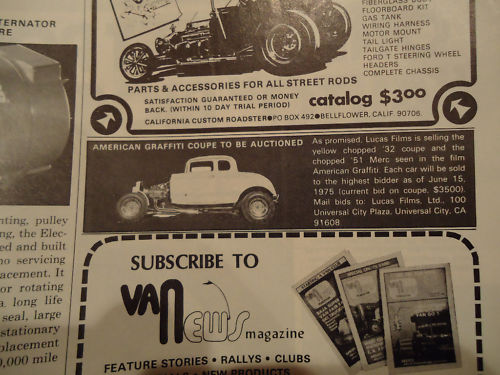 TERNATOR
RE
FIBERGLASS BODY
FLOORBOARD KIT
GAS TANK
WIRING HARNESS
MOTOR MOUNT
TAIL LIGHT
TAILGATE HINGES
FORD T STEERING WHEEL
HEADERS
COMPLETE CHASSIS
PARTS & ACCESSORIES FOR ALL STREET RODS
SATISFACTION GUARANTEED OR MONEY
BACK. (WITHIN 10 DAY TRIAL PERIOD)
catalog $3.00
CALIFORNIA CUSTOM ROADSTER●PO BOX 492●BELLFLOWER, CALIF. 90706.
AMERICAN GRAFFITI COUPE TO BE AUCTIONED
As promised, Lucas Films is selling the
yellow chopped '32 coupe and the
chopped '51 Merc seen in the film
American Graffiti. Each car will be sold
to the highest bidder as of June 15,
1975 (current bid on coupe, $3500).
Mail bids to: Lucas Films, Ltd., 100
Universal City Plaza, Universal City, CA
91608.
nting, pulley
ng, the Elec-
ed and built
no servicing
acement. It
or rotating
a long life
seal, large
stationary
placement
0,000 mile
SUBSCRIBE TO
VAN NEWS magazine
FEATURE STORIES • RALLYS • CLUBS
• NEW PRODUCTS